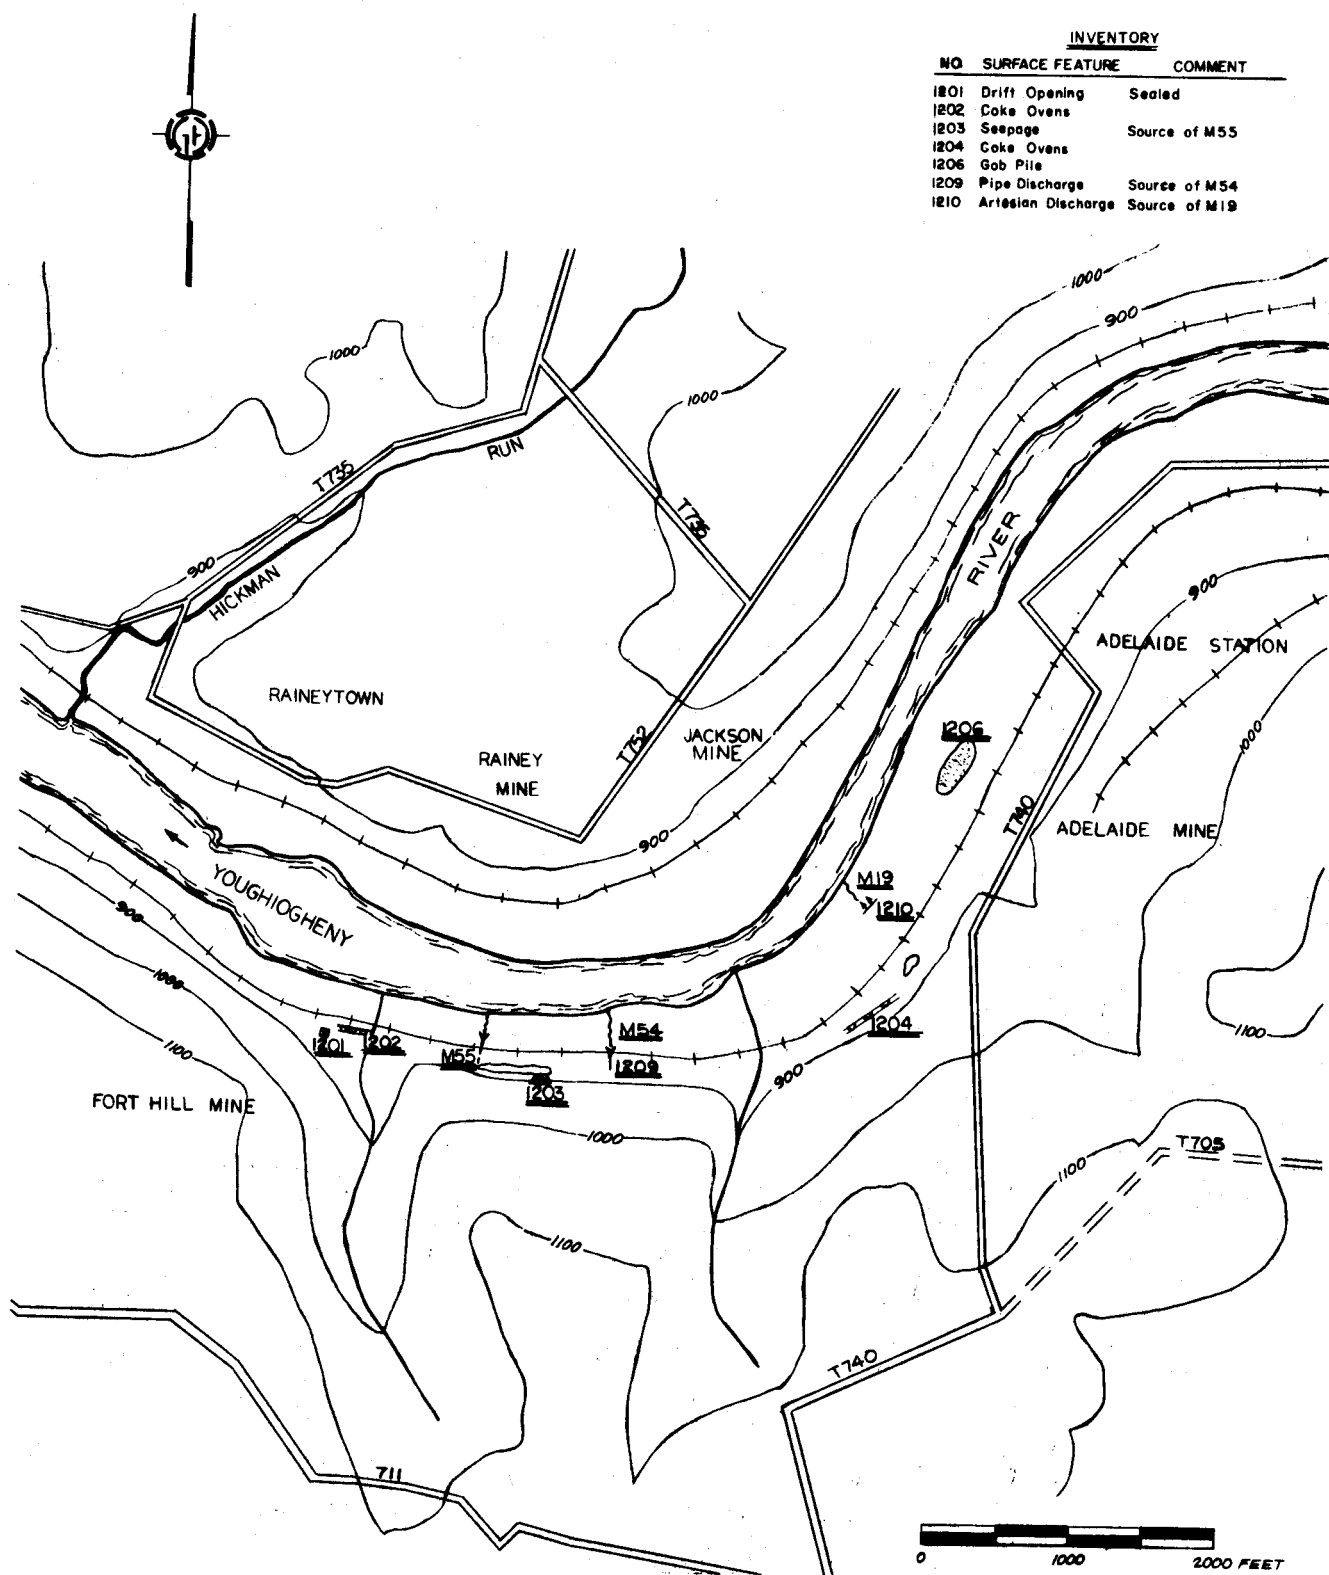 INVENTORY
NO. SURFACE FEATURE COMMENT
1201 Drift Opening Sealed
1202 Coke Ovens
1203 Seepage Source of M55
1204 Coke Ovens
1206 Gob Pile
1209 Pipe Discharge Source of M54
1210 Artesian Discharge Source of M19
1000
900
1000
1000
RUN
T735
T735
RIVER
900
HICKMAN
900
ADELAIDE STATION
RAINEYTOWN
1206
JACKSON
MINE
T752
1000
RAINEY
MINE
T740
ADELAIDE MINE
900
YOUGHIOGHENY
M19
1210
900
1000
1204
1100
M54
1201
1202
M55
1209
1203
900
1100
FORT HILL MINE
1000
T705
1100
1100
T740
711
0 1000 2000 FEET